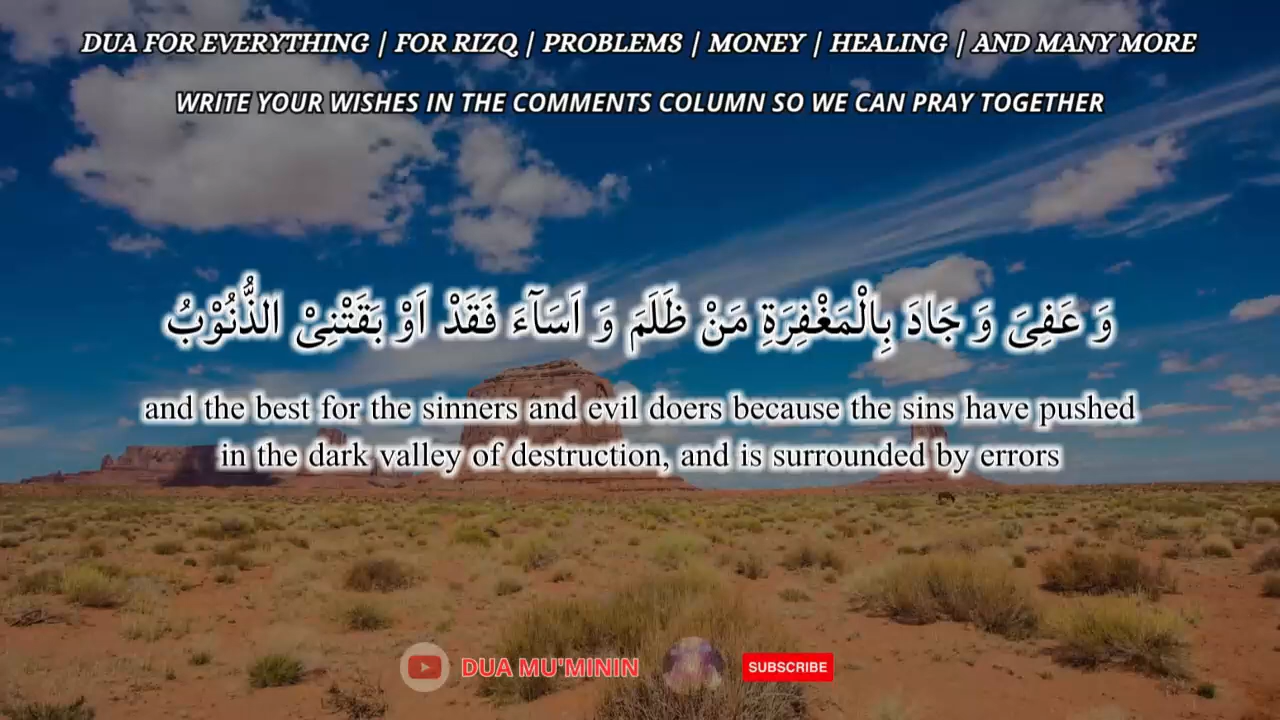 DUA FOR EVERYTHING | FOR RIZQ | PROBLEMS | MONEY | HEALING | AND MANY MORE
WRITE YOUR WISHES IN THE COMMENTS COLUMN SO WE CAN PRAY TOGETHER
وَ عَفِىَ وَ جَادَ بِالْمَغْفِرَةِ مَنْ ظَلَمَ وَ اَسَآءَ فَقَدْ اَوْ بَقَتْنِىْ الذُّنُوْبُ
and the best for the sinners and evil doers because the sins have pushed
in the dark valley of destruction, and is surrounded by errors
DUA MU'MININ
SUBSCRIBE